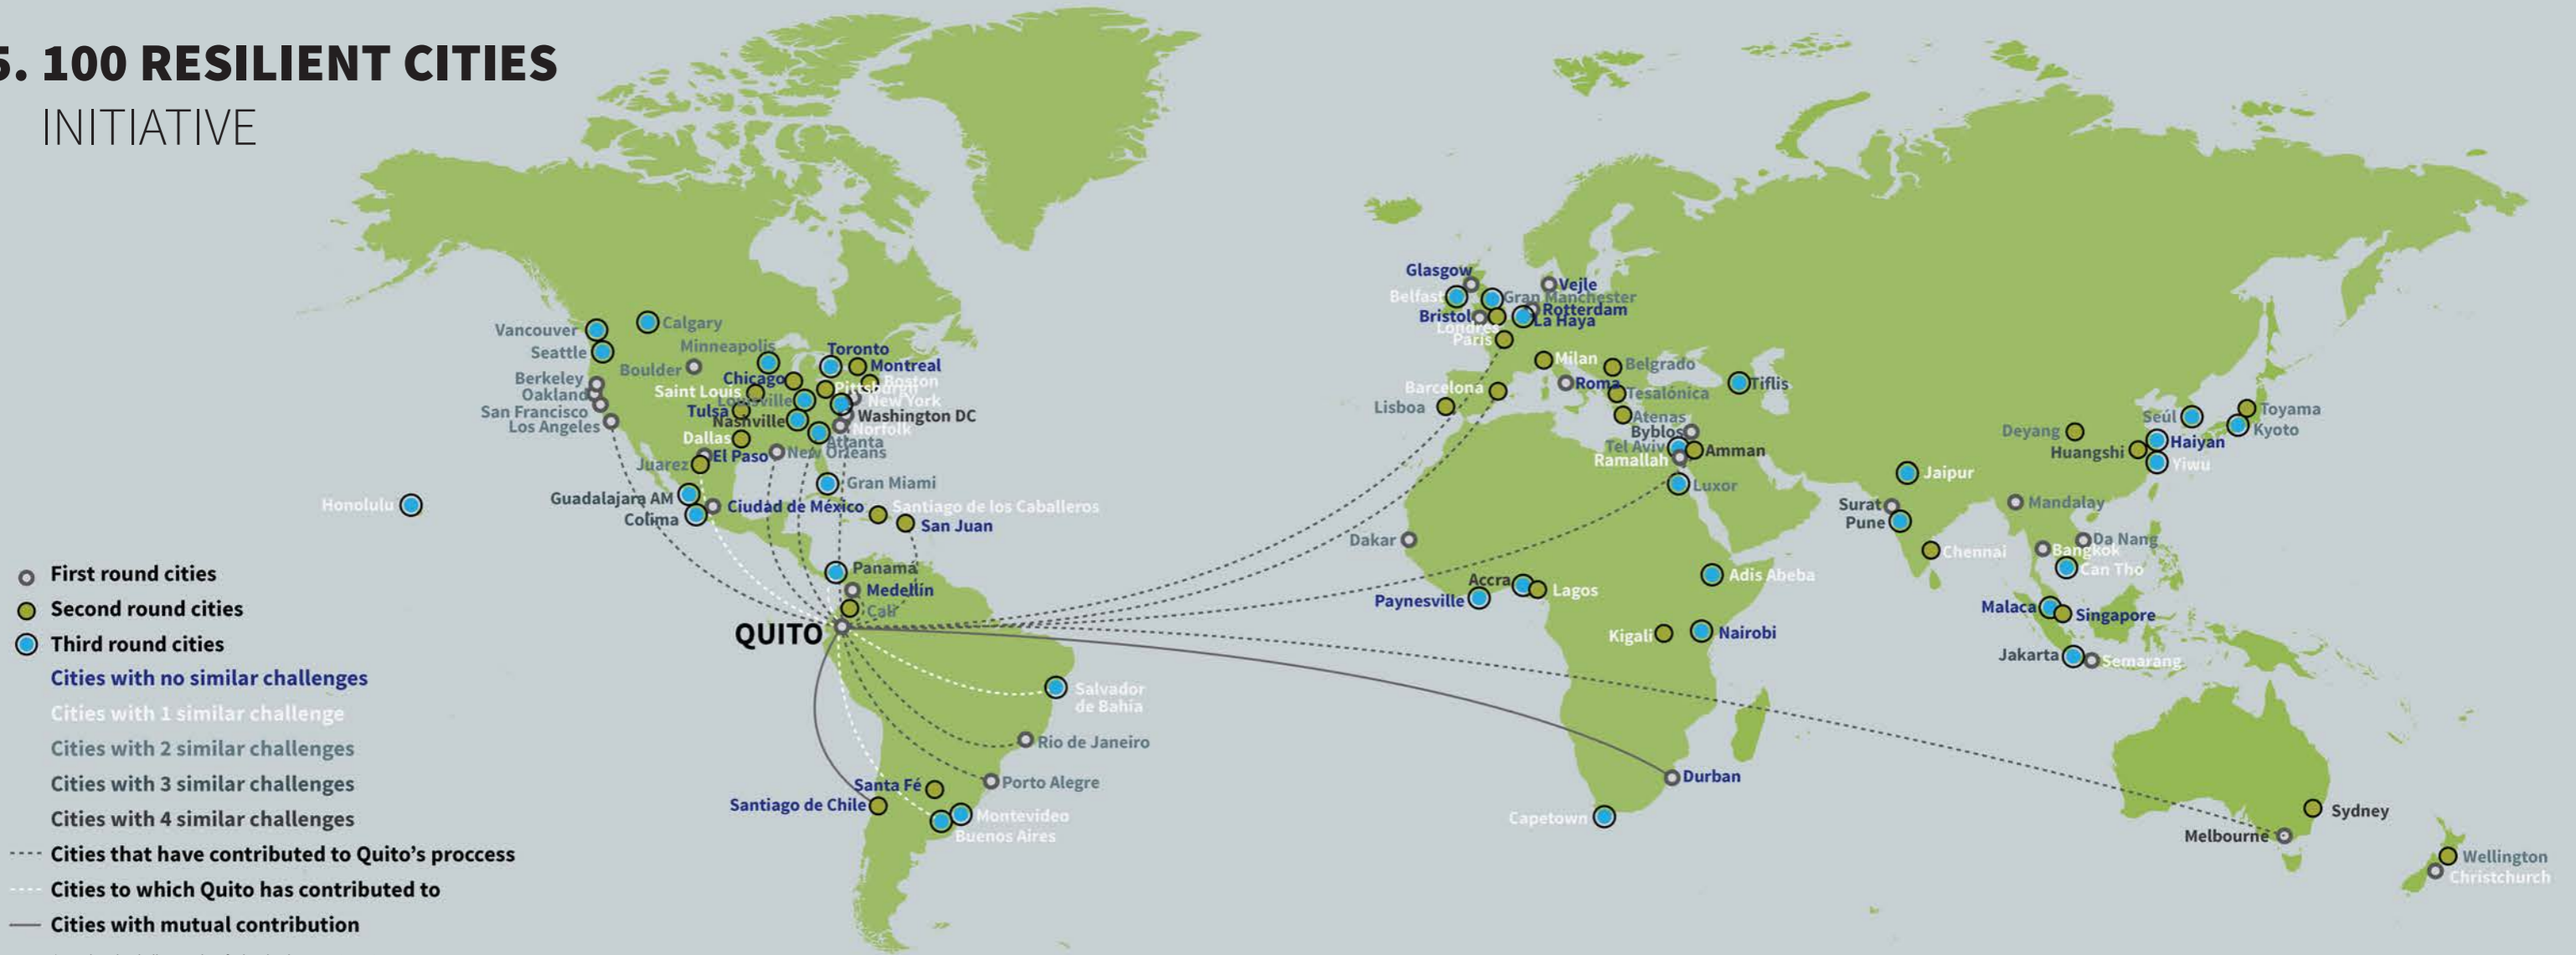 5. 100 RESILIENT CITIES
INITIATIVE
Glasgow
Vejle
Belfast
Gran Manchester
Bristol
Rotterdam
La Haya
Londres
Paris
Vancouver
Calgary
Seattle
Minneapolis
Toronto
Montreal
Boulder
Chicago
Boston
Berkeley
Oakland
Saint Louis
Pittsburgh
Louisville
New York
San Francisco
Tulsa
Washington DC
Los Angeles
Nashville
Norfolk
Dallas
Atlanta
El Paso
New Orleans
Juarez
Milan
Belgrado
Barcelona
Roma
Tesalónica
Tiflis
Lisboa
Atenas
Byblos
Tel Aviv
Amman
Ramallah
Luxor
Seúl
Toyama
Kyoto
Deyang
Haiyan
Huangshi
Yiwu
Jaipur
Gran Miami
Honolulu
Guadalajara AM
Ciudad de México
Santiago de los Caballeros
Colima
San Juan
Surat
Pune
Mandalay
Dakar
Da Nang
Bangkok
Chennai
Can Tho
Panamá
Medellín
Cali
QUITO
Accra
Lagos
Paynesville
Adis Abeba
Kigali
Nairobi
Malaca
Singapore
Jakarta
Semarang
First round cities
Second round cities
Third round cities
Cities with no similar challenges
Cities with 1 similar challenge
Cities with 2 similar challenges
Cities with 3 similar challenges
Cities with 4 similar challenges
Cities that have contributed to Quito's proccess
Cities to which Quito has contributed to
Cities with mutual contribution
Salvador
de Bahía
Rio de Janeiro
Porto Alegre
Santa Fé
Santiago de Chile
Montevideo
Buenos Aires
Durban
Capetown
Sydney
Melbourne
Wellington
Christchurch